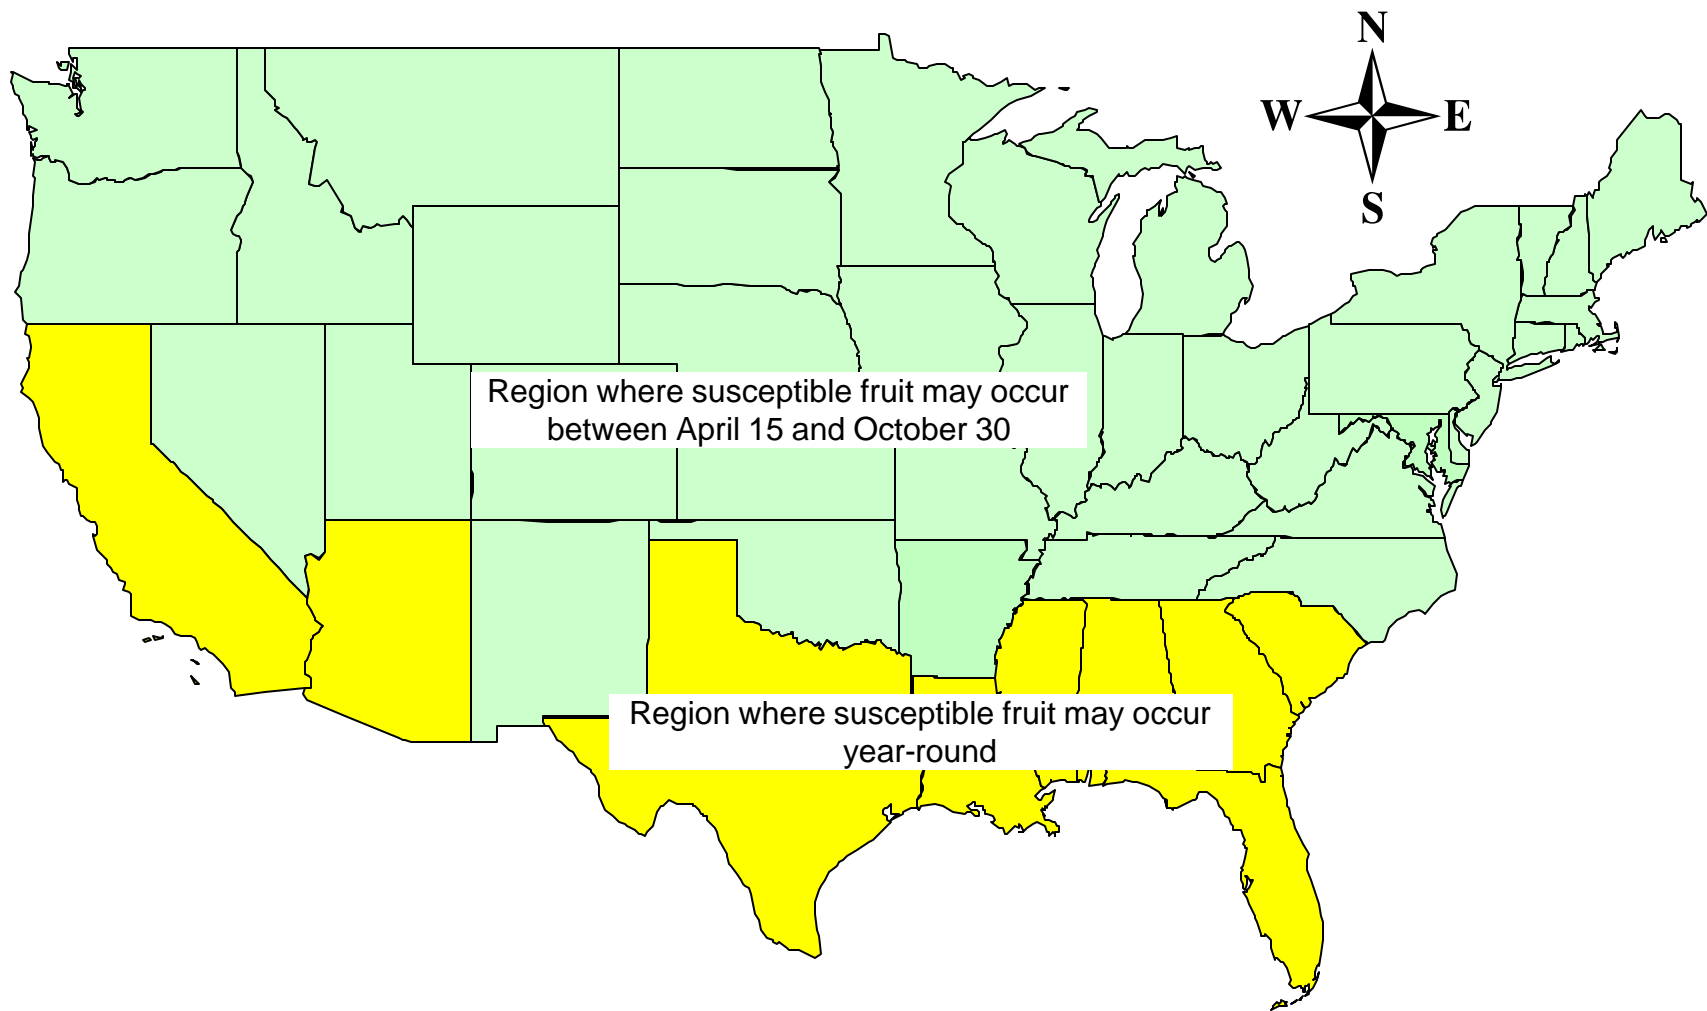 N
W E
S
Region where susceptible fruit may occur
between April 15 and October 30
Region where susceptible fruit may occur
year-round